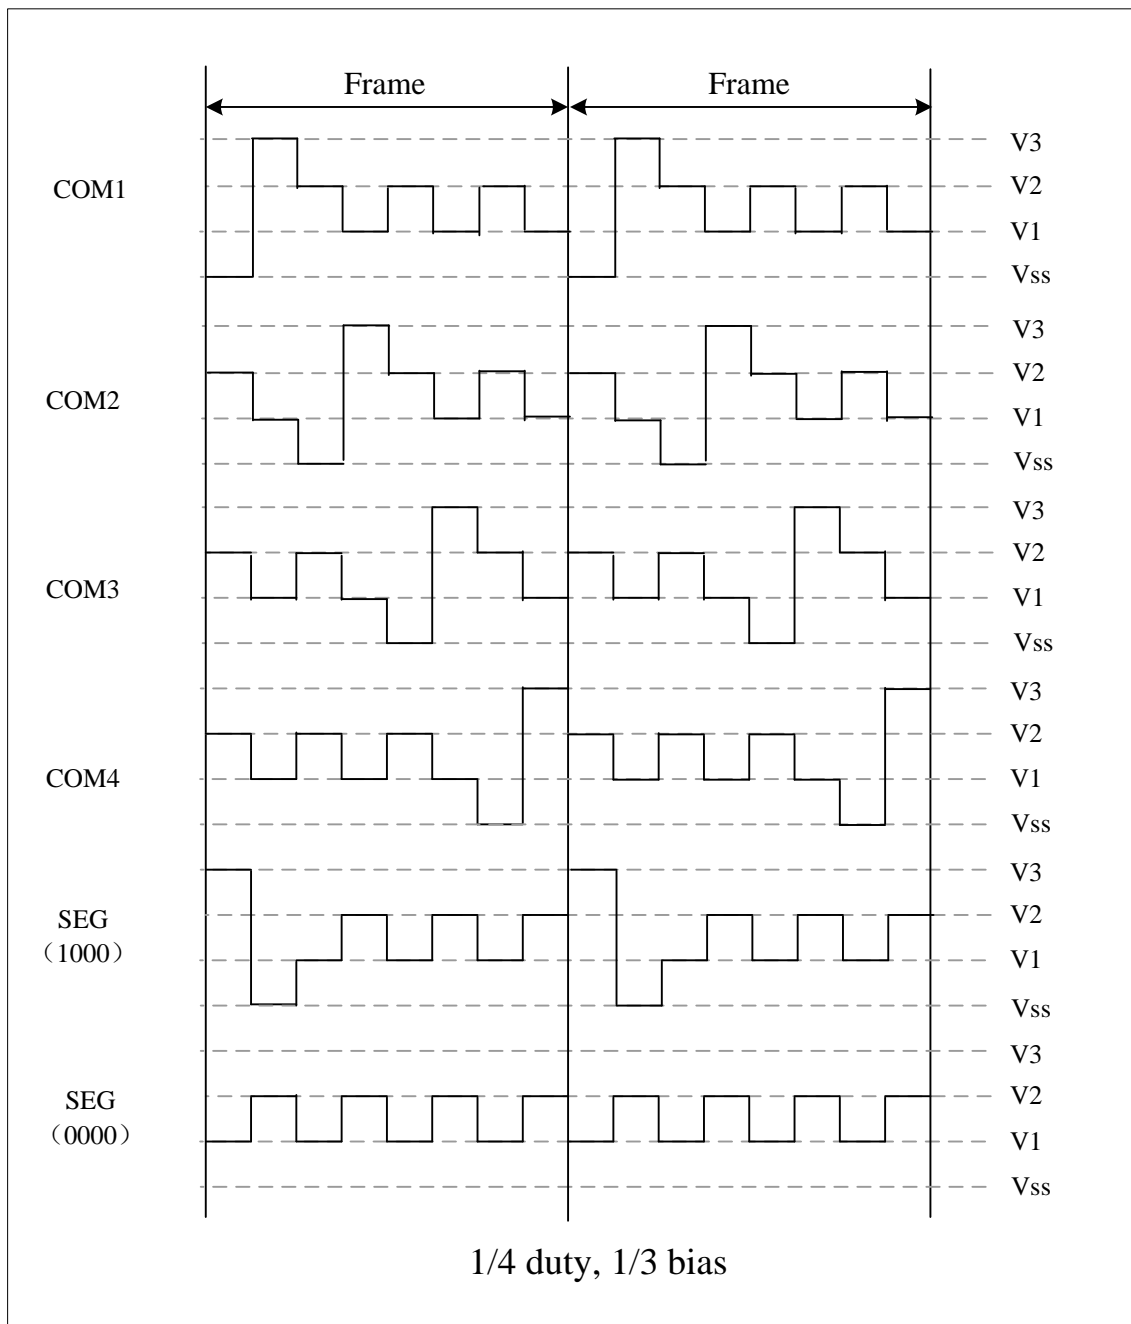 Frame Frame
COM1
V3
V2
V1
Vss
COM2
V3
V2
V1
Vss
COM3
V3
V2
V1
Vss
COM4
V3
V2
V1
Vss
SEG
（1000）
V3
V2
V1
Vss
SEG
（0000）
V3
V2
V1
Vss
1/4 duty, 1/3 bias